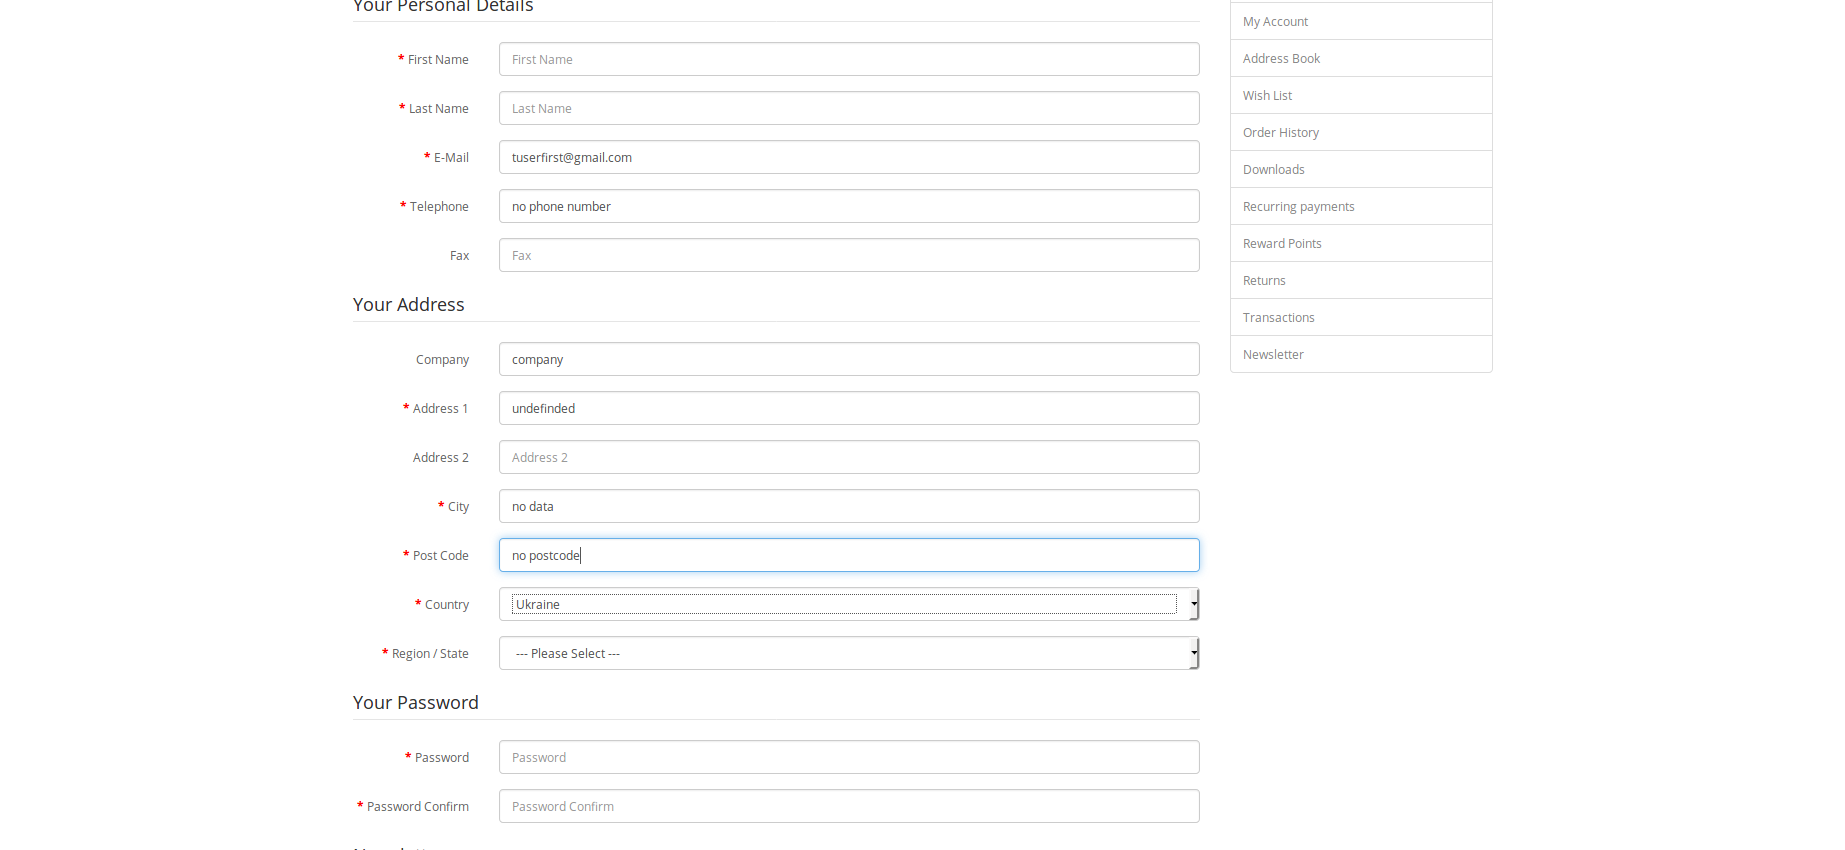 Your Personal Details
* First Name
First Name
* Last Name
Last Name
* E-Mail
tuserfirst@gmail.com
* Telephone
no phone number
Fax
Fax
Your Address
Company
company
* Address 1
undefinded
Address 2
Address 2
* City
no data
* Post Code
no postcode
* Country
Ukraine
* Region / State
--- Please Select ---
Your Password
* Password
Password
* Password Confirm
Password Confirm
My Account
Address Book
Wish List
Order History
Downloads
Recurring payments
Reward Points
Returns
Transactions
Newsletter